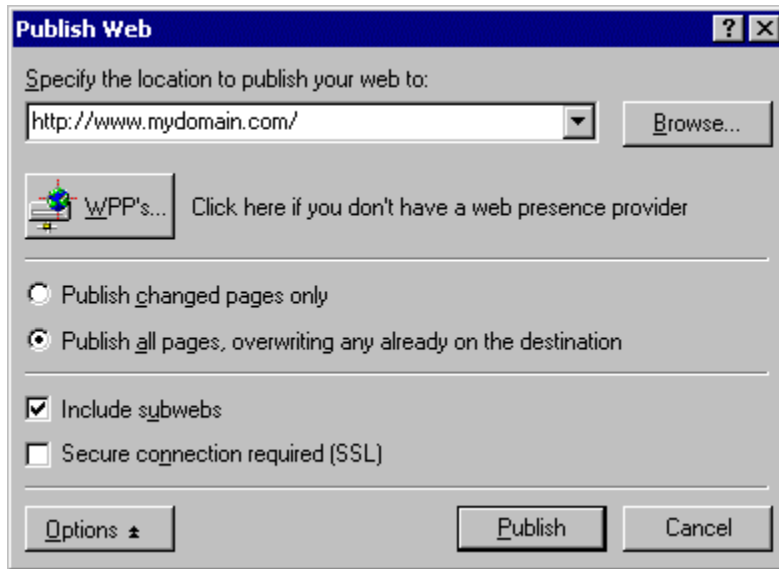 Publish Web
Specify the location to publish your web to:
http://www.mydomain.com/
Browse...
WPP's...
Click here if you don't have a web presence provider
Publish changed pages only
Publish all pages, overwriting any already on the destination
Include subwebs
Secure connection required (SSL)
Options
Publish
Cancel